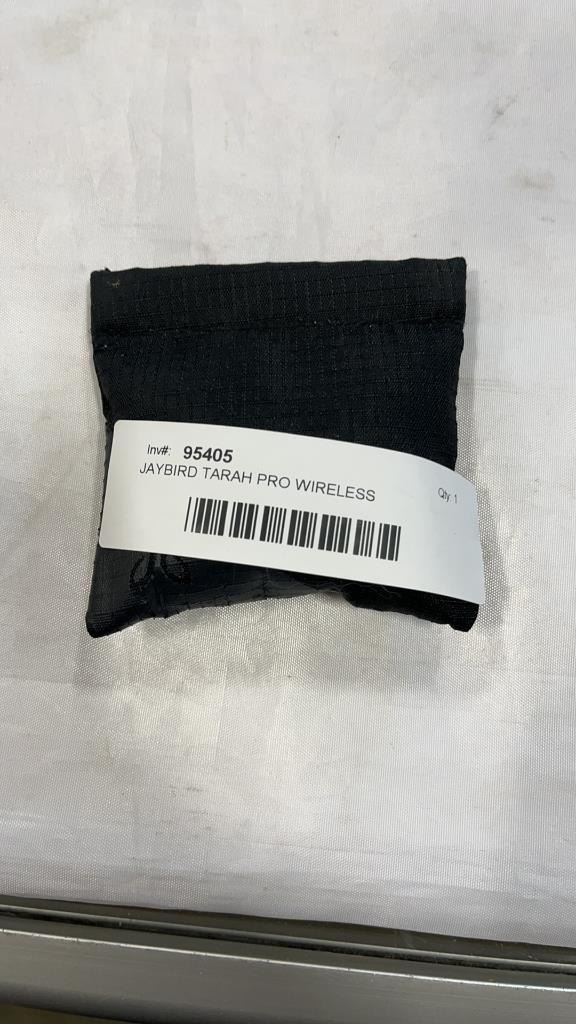 Inv#: 95405
JAYBIRD TARAH PRO WIRELESS
Qty: 1